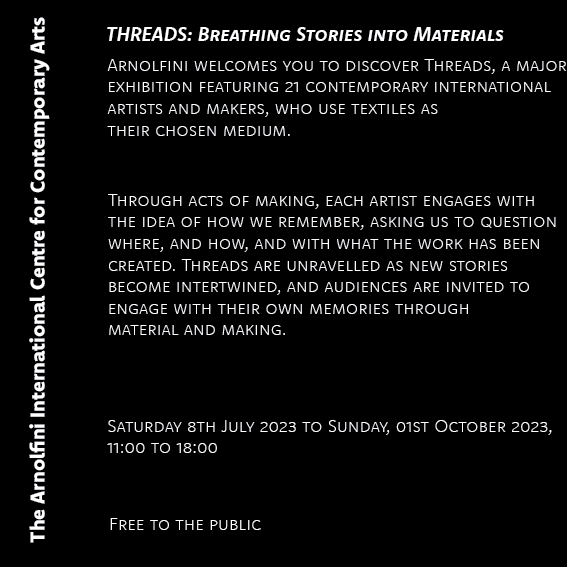 The Arnolfini International Centre for Contemporary Arts
THREADS: Breathing Stories into Materials
Arnolfini welcomes you to discover Threads, a major
exhibition featuring 21 contemporary international
artists and makers, who use textiles as
their chosen medium.
Through acts of making, each artist engages with
the idea of how we remember, asking us to question
where, and how, and with what the work has been
created. Threads are unravelled as new stories
become intertwined, and audiences are invited to
engage with their own memories through
material and making.
Saturday 8th July 2023 to Sunday, 01st October 2023,
11:00 to 18:00
Free to the public